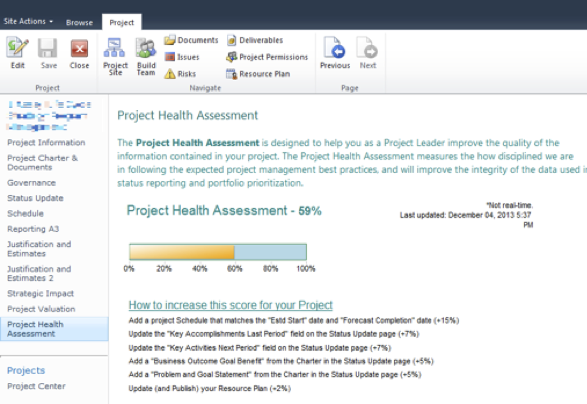 Site Actions
Browse
Project
Edit
Save
Close
Project
Site
Build
Team
Documents
Issues
Risks
Deliverables
Project Permissions
Resource Plan
Previous
Next
Project
Navigate
Page
Project Information
Project Charter &
Documents
Governance
Status Update
Schedule
Reporting A3
Justification and
Estimates
Justification and
Estimates 2
Strategic Impact
Project Valuation
Project Health
Assessment
Projects
Project Center
Project Health Assessment
The Project Health Assessment is designed to help you as a Project Leader improve the quality of the
information contained in your project. The Project Health Assessment measures the how disciplined we are
in following the expected project management best practices, and will improve the integrity of the data used
status reporting and portfolio prioritization.
Project Health Assessment - 59%
*Not real-time.
Last updated: December 04, 2013 5:37
PM
0% 20% 40% 60% 80% 100%
How to increase this score for your Project
Add a project Schedule that matches the "Estd Start" date and "Forecast Completion" date (+15%)
Update the "Key Accomplishments Last Period" field on the Status Update page (+7%)
Update the "Key Activities Next Period" field on the Status Update page (+7%)
Add a "Business Outcome Goal Benefit" from the Charter in the Status Update page (+5%)
Add a "Problem and Goal Statement" from the Charter in the Status Update page (+5%)
Update (and Publish) your Resource Plan (+2%)